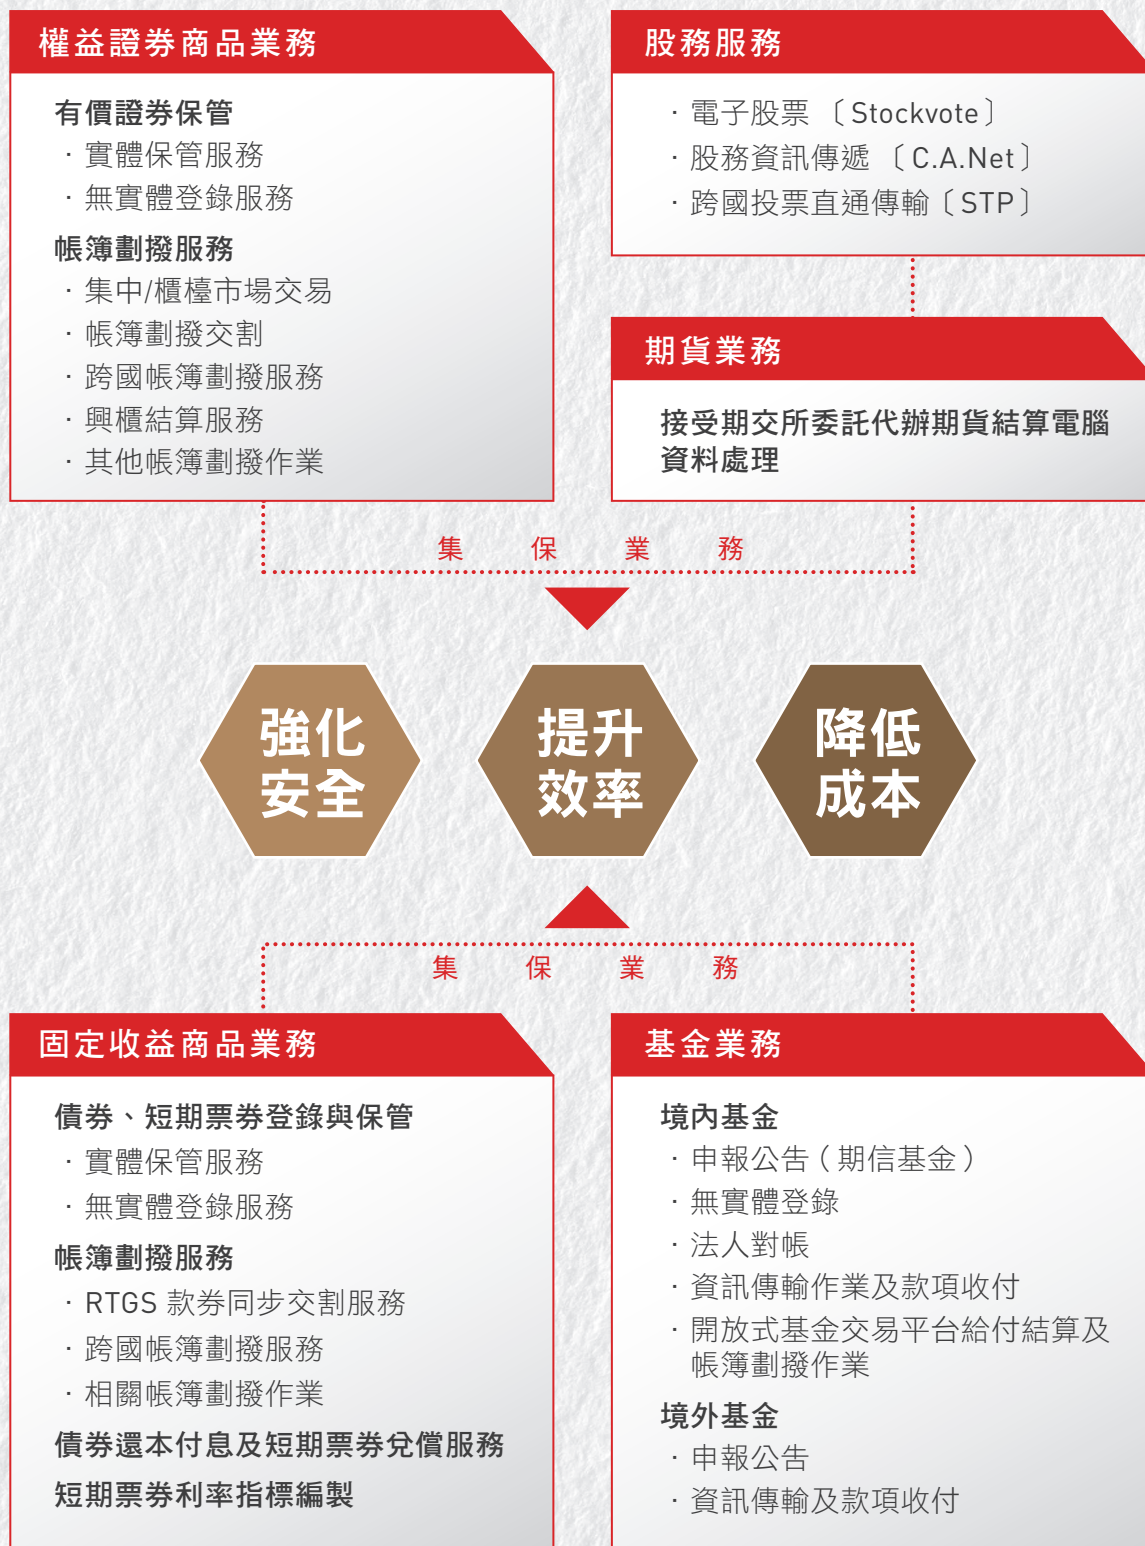 權益證券商品業務
有價證券保管
· 實體保管服務
· 無實體登錄服務
帳簿劃撥服務
· 集中/櫃檯市場交易
· 帳簿劃撥交割
· 跨國帳簿劃撥服務
· 興櫃結算服務
· 其他帳簿劃撥作業
股務服務
· 電子股票〔Stockvote〕
· 股務資訊傳遞〔C.A.Net〕
· 跨國投票直通傳輸〔STP〕
期貨業務
接受期交所委託代辦期貨結算電腦
資料處理
集保業務
強化
安全
提升
效率
降低
成本
集保業務
固定收益商品業務
債券、短期票券登錄與保管
· 實體保管服務
· 無實體登錄服務
帳簿劃撥服務
· RTGS 款券同步交割服務
· 跨國帳簿劃撥服務
· 相關帳簿劃撥作業
債券還本付息及短期票券兌償服務
短期票券利率指標編製
基金業務
境內基金
· 申報公告（期信基金）
· 無實體登錄
· 法人對帳
· 資訊傳輸作業及款項收付
· 開放式基金交易平台給付結算及
帳簿劃撥作業
境外基金
· 申報公告
· 資訊傳輸及款項收付